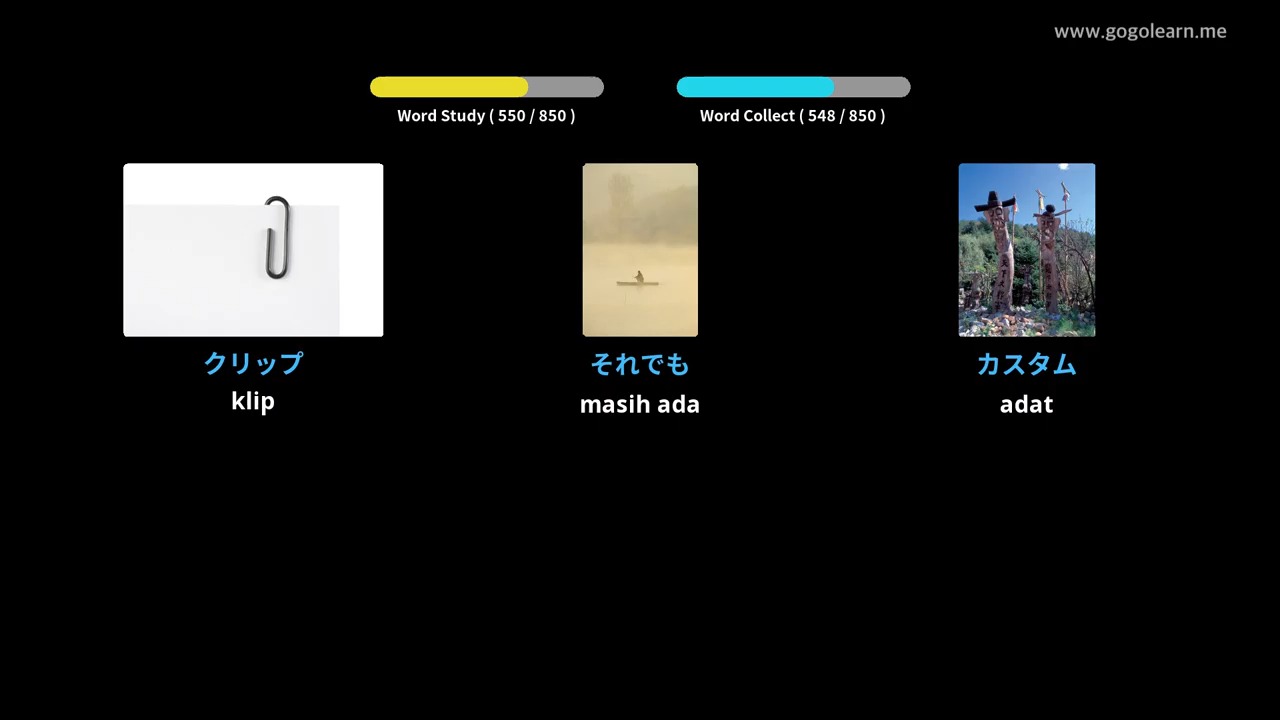 www.gogolearn.me
Word Study ( 550 / 850 )
Word Collect ( 548 / 850 )
クリップ
klip
それでも
masih ada
カスタム
adat